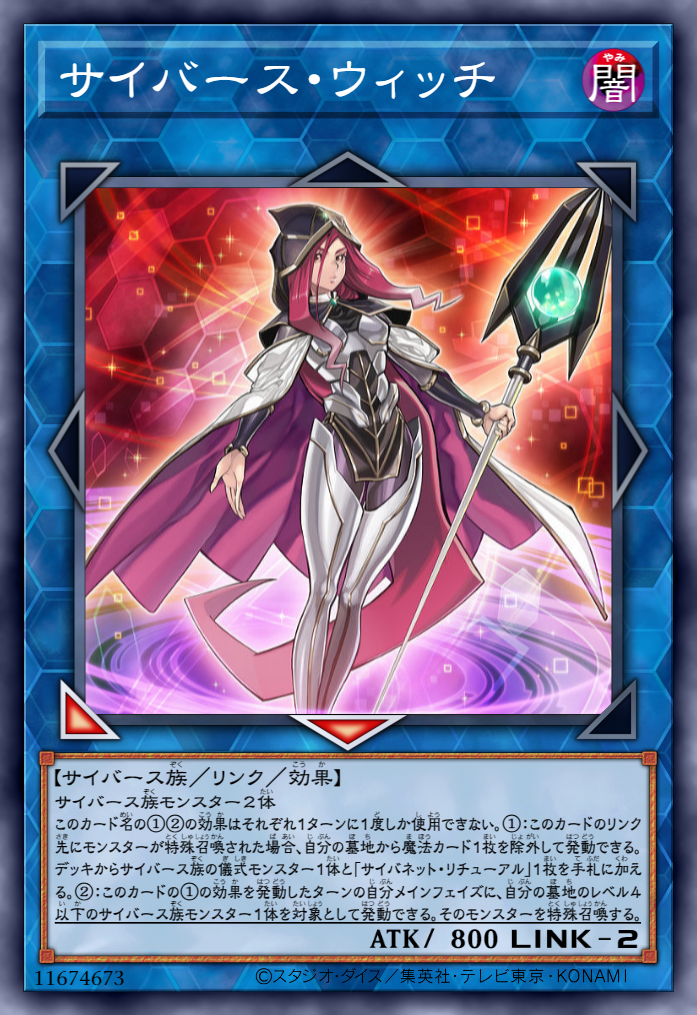 サイバース・ウィッチ
闇
【サイバース族／リンク／効果】
サイバース族モンスター２体
このカード名の①②の効果はそれぞれ1ターンに1度しか使用できない。①：このカードのリンク
先にモンスターが特殊召喚された場合、自分の墓地から魔法カード1枚を除外して発動できる。
デッキからサイバース族の儀式モンスター1体と「サイバネット・リチューアル」1枚を手札に加え
る。②：このカードの①の効果を発動したターンの自分メインフェイズに、自分の墓地のレベル４
以下のサイバース族モンスター1体を対象として発動できる。そのモンスターを特殊召喚する。
ATK/ 800 LINK-2
11674673 ©スタジオ・ダイス／集英社・テレビ東京・KONAMI